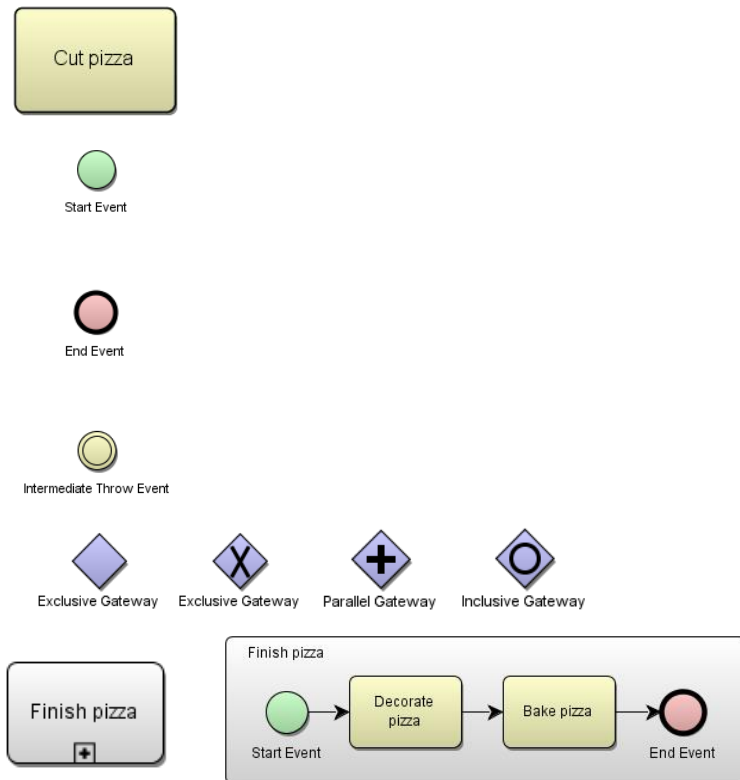 Cut pizza
Start Event
End Event
Intermediate Throw Event
Exclusive Gateway
Exclusive Gateway
Parallel Gateway
Inclusive Gateway
Finish pizza
Finish pizza
Decorate
pizza
Bake pizza
Start Event
End Event